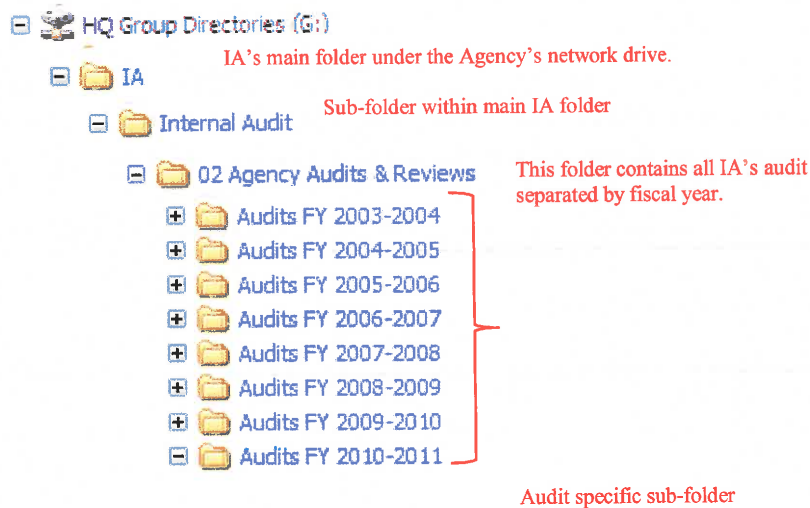 HQ Group Directories (G:)
IA's main folder under the Agency's network drive.
IA
Sub-folder within main IA folder
Internal Audit
02 Agency Audits & Reviews
This folder contains all IA's audit
separated by fiscal year.
Audits FY 2003-2004
Audits FY 2004-2005
Audits FY 2005-2006
Audits FY 2006-2007
Audits FY 2007-2008
Audits FY 2008-2009
Audits FY 2009-2010
Audits FY 2010-2011
Audit specific sub-folder